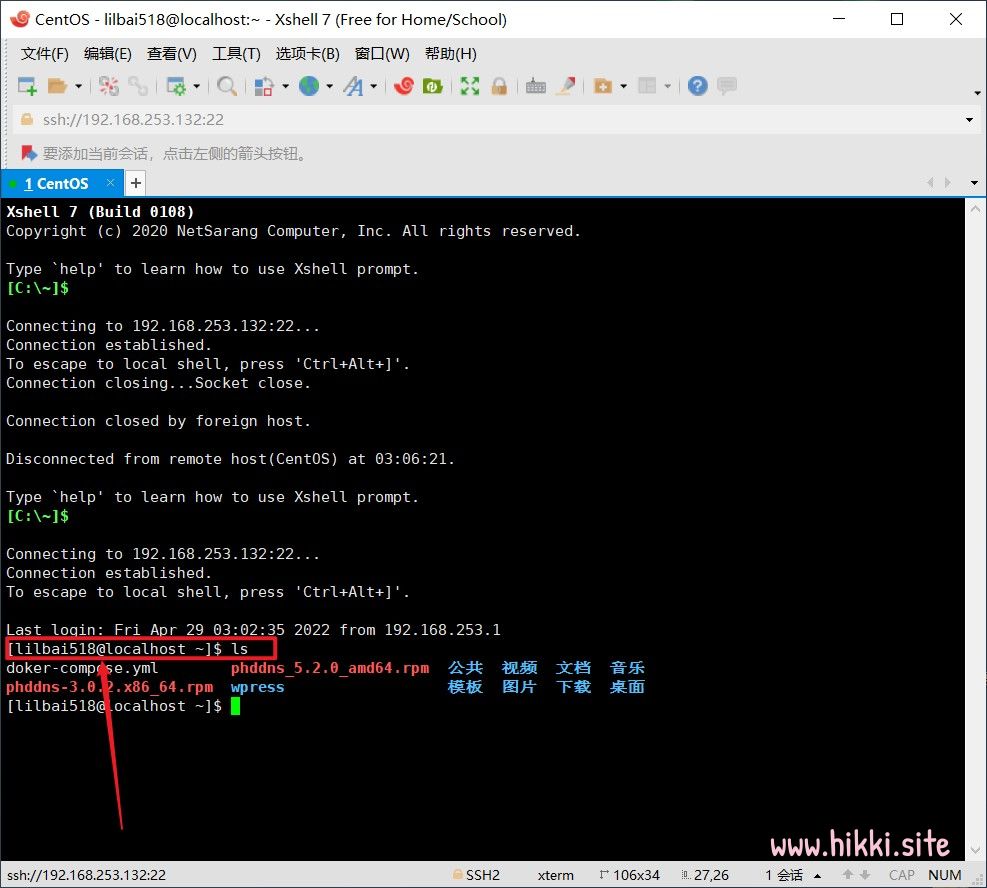 CentOS - lilbai518@localhost:~ - Xshell 7 (Free for Home/School)
文件(F) 编辑(E) 查看(V) 工具(T) 选项卡(B) 窗口(W) 帮助(H)
ssh://192.168.253.132:22
要添加当前会话，点击左侧的箭头按钮。
1 CentOS × +
Xshell 7 (Build 0108)
Copyright (c) 2020 NetSarang Computer, Inc. All rights reserved.
Type `help' to learn how to use Xshell prompt.
[C:\~]$
Connecting to 192.168.253.132:22...
Connection established.
To escape to local shell, press 'Ctrl+Alt+]'.
Connection closing...Socket close.
Connection closed by foreign host.
Disconnected from remote host(CentOS) at 03:06:21.
Type `help' to learn how to use Xshell prompt.
[C:\~]$
Connecting to 192.168.253.132:22...
Connection established.
To escape to local shell, press 'Ctrl+Alt+]'.
Last login: Fri Apr 29 03:02:35 2022 from 192.168.253.1
[lilbai518@localhost ~]$ ls
doker-compose.yml phddns_5.2.0_amd64.rpm 公共 视频 文档 音乐
phddns-3.0.2.x86_64.rpm wpress 模板 图片 下载 桌面
[lilbai518@localhost ~]$
www.hikki.site
ssh://192.168.253.132:22 SSH2 xterm 106x34 27,26 1 会话 CAP NUM